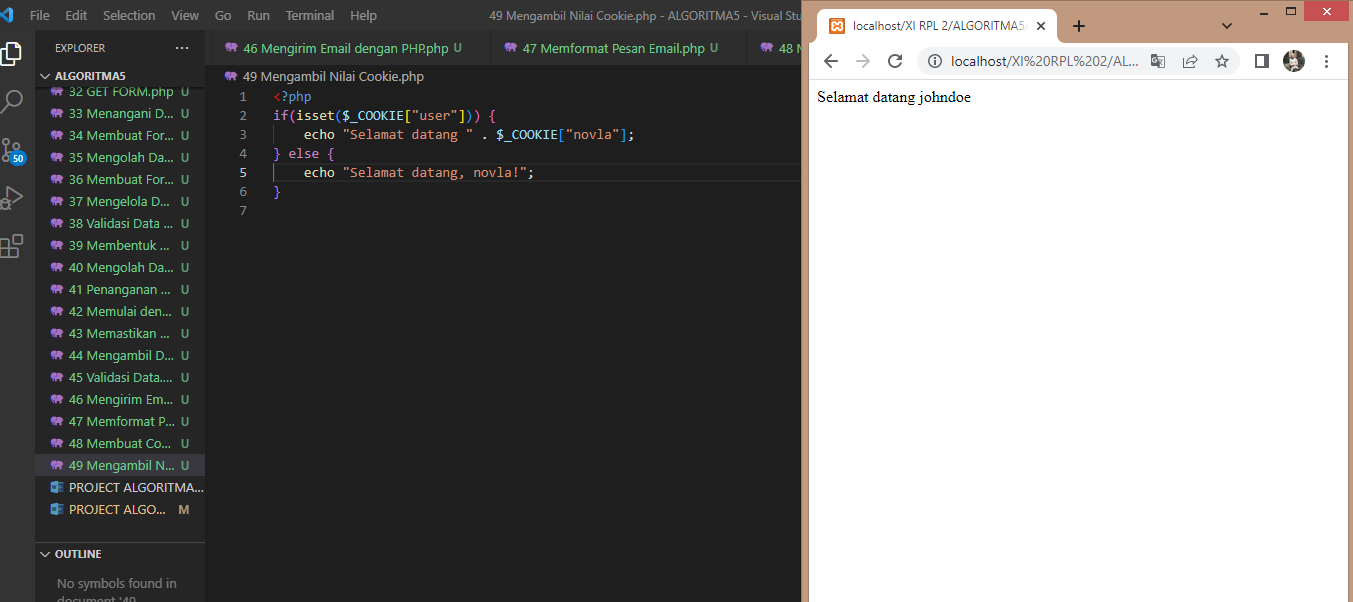 File Edit Selection View Go Run Terminal Help
49 Mengambil Nilai Cookie.php - ALGORITMA5 - Visual Stu
EXPLORER ...
ALGORITMA5
32 GET FORM.php U
33 Menangani D... U
34 Membuat For... U
35 Mengolah Da... U
36 Membuat For... U
37 Mengelola D... U
38 Validasi Data ... U
39 Membentuk ... U
40 Mengolah Da... U
41 Penanganan ... U
42 Memulai den... U
43 Memastikan ... U
44 Mengambil D... U
45 Validasi Data.... U
46 Mengirim Em... U
47 Memformat P... U
48 Membuat Co... U
49 Mengambil N... U
PROJECT ALGORITMA...
PROJECT ALGO... M
OUTLINE
No symbols found in
document '49
50
46 Mengirim Email dengan PHP.php U
47 Memformat Pesan Email.php U
48 M
49 Mengambil Nilai Cookie.php
1 <?php
2 if(isset($_COOKIE["user"])) {
3 echo "Selamat datang " . $_COOKIE["novla"];
4 } else {
5 echo "Selamat datang, novla!";
6 }
7
localhost/XI RPL 2/ALGORITMA5/
localhost/XI%20RPL%202/AL...
Selamat datang johndoe